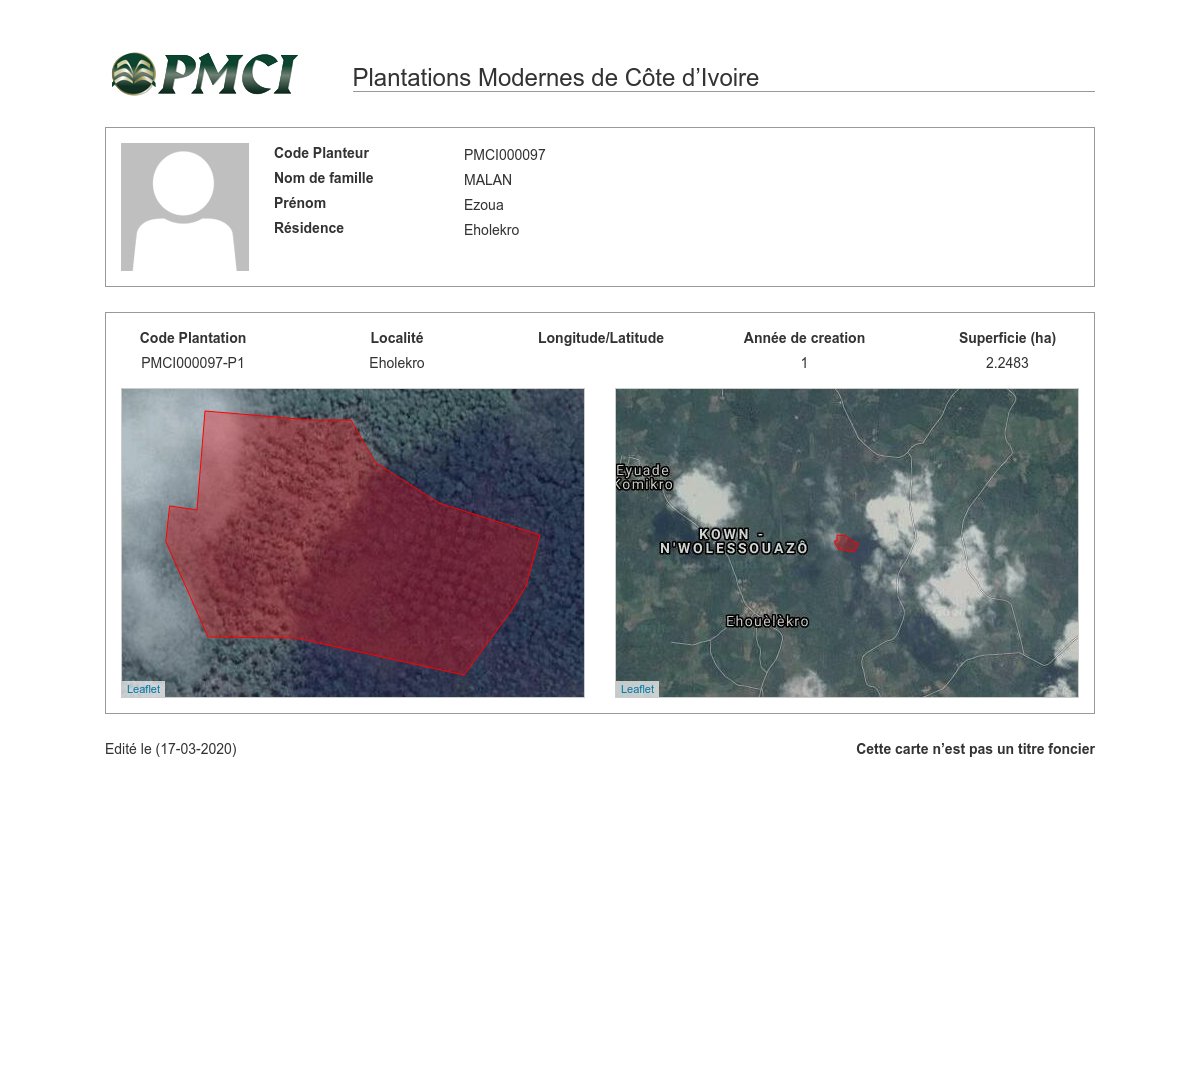 PMCI
Plantations Modernes de Côte d’Ivoire
Code Planteur PMCI000097
Nom de famille MALAN
Prénom Ezoua
Résidence Eholekro
Code Plantation Localité Longitude/Latitude Année de creation Superficie (ha)
PMCI000097-P1 Eholekro 1 2.2483
Eyuade
Komikro
KOWN -
N'WOLESSOUAZÔ
Ehouèlèkro
Leaflet Leaflet
Edité le (17-03-2020) Cette carte n’est pas un titre foncier